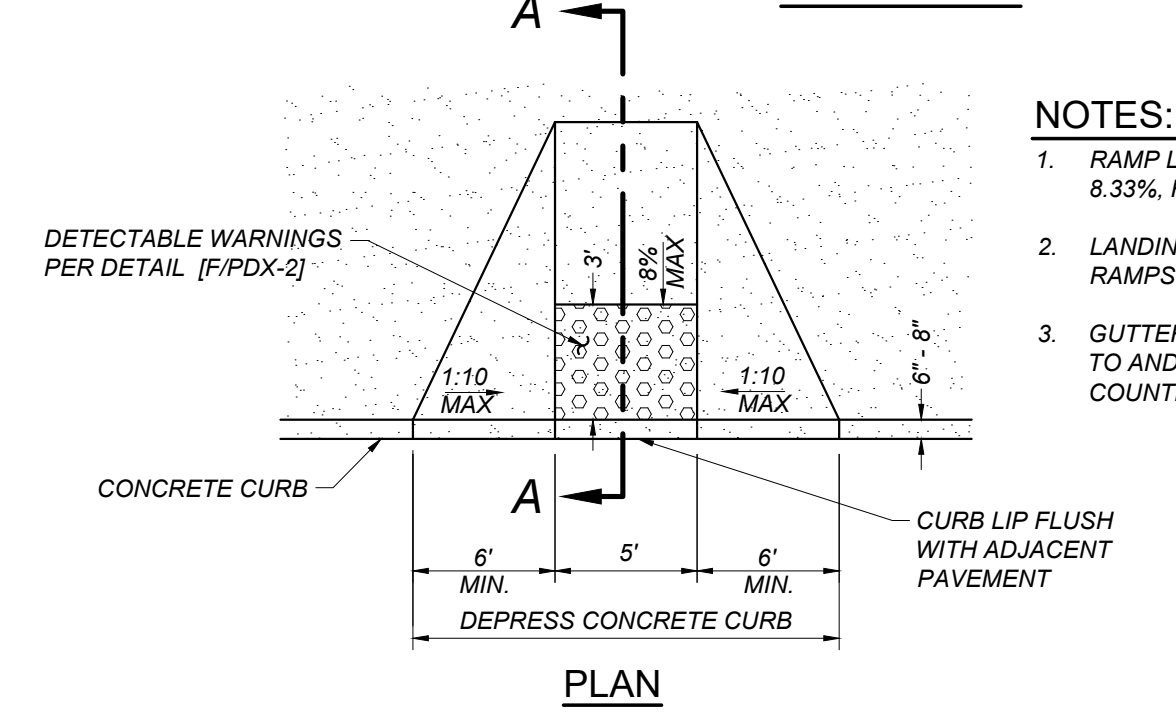 A
NOTES:
1. RAMP L
8.33%,
2. LANDIN
RAMPS
3. GUTTER
TO AND
COUNT
DETECTABLE WARNINGS
PER DETAIL [F/PDX-2]
3'
8%
MAX
6" - 8"
1:10
MAX
1:10
MAX
CONCRETE CURB
A
CURB LIP FLUSH
WITH ADJACENT
PAVEMENT
6'
MIN.
5'
6'
MIN.
DEPRESS CONCRETE CURB
PLAN